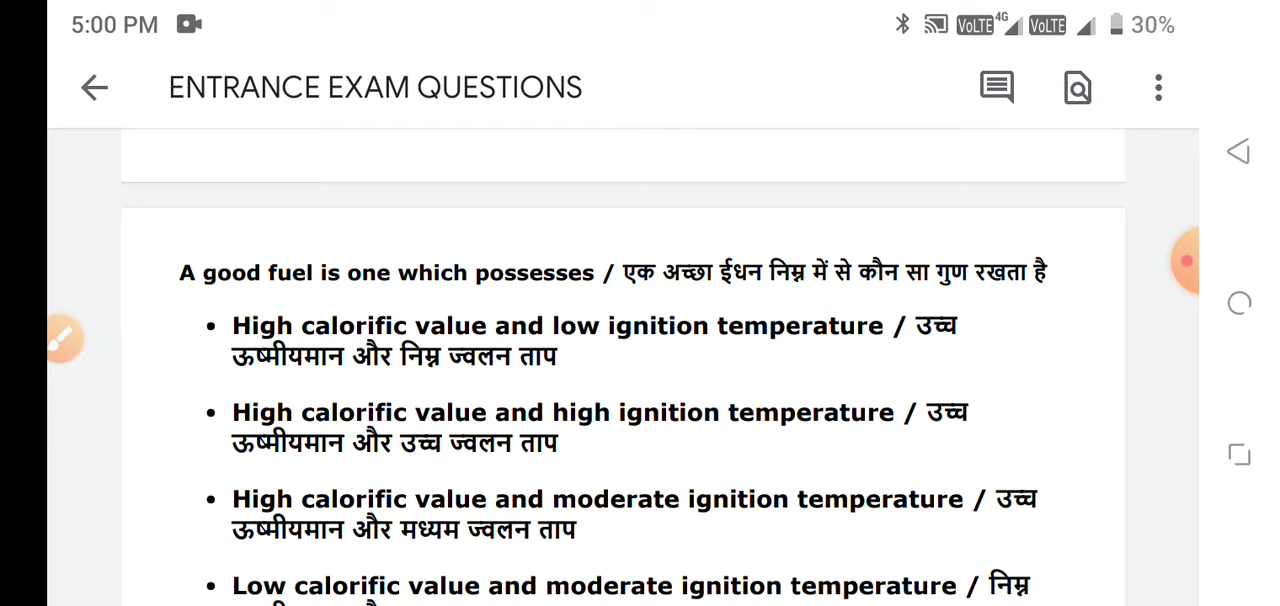 5:00 PM
VoLTE 4G VoLTE 30%
ENTRANCE EXAM QUESTIONS
A good fuel is one which possesses / एक अच्छा ईधन निम्न में से कौन सा गुण रखता है
• High calorific value and low ignition temperature / उच्च
ऊष्मीयमान और निम्न ज्वलन ताप
• High calorific value and high ignition temperature / उच्च
ऊष्मीयमान और उच्च ज्वलन ताप
• High calorific value and moderate ignition temperature / उच्च
ऊष्मीयमान और मध्यम ज्वलन ताप
• Low calorific value and moderate ignition temperature / निम्न